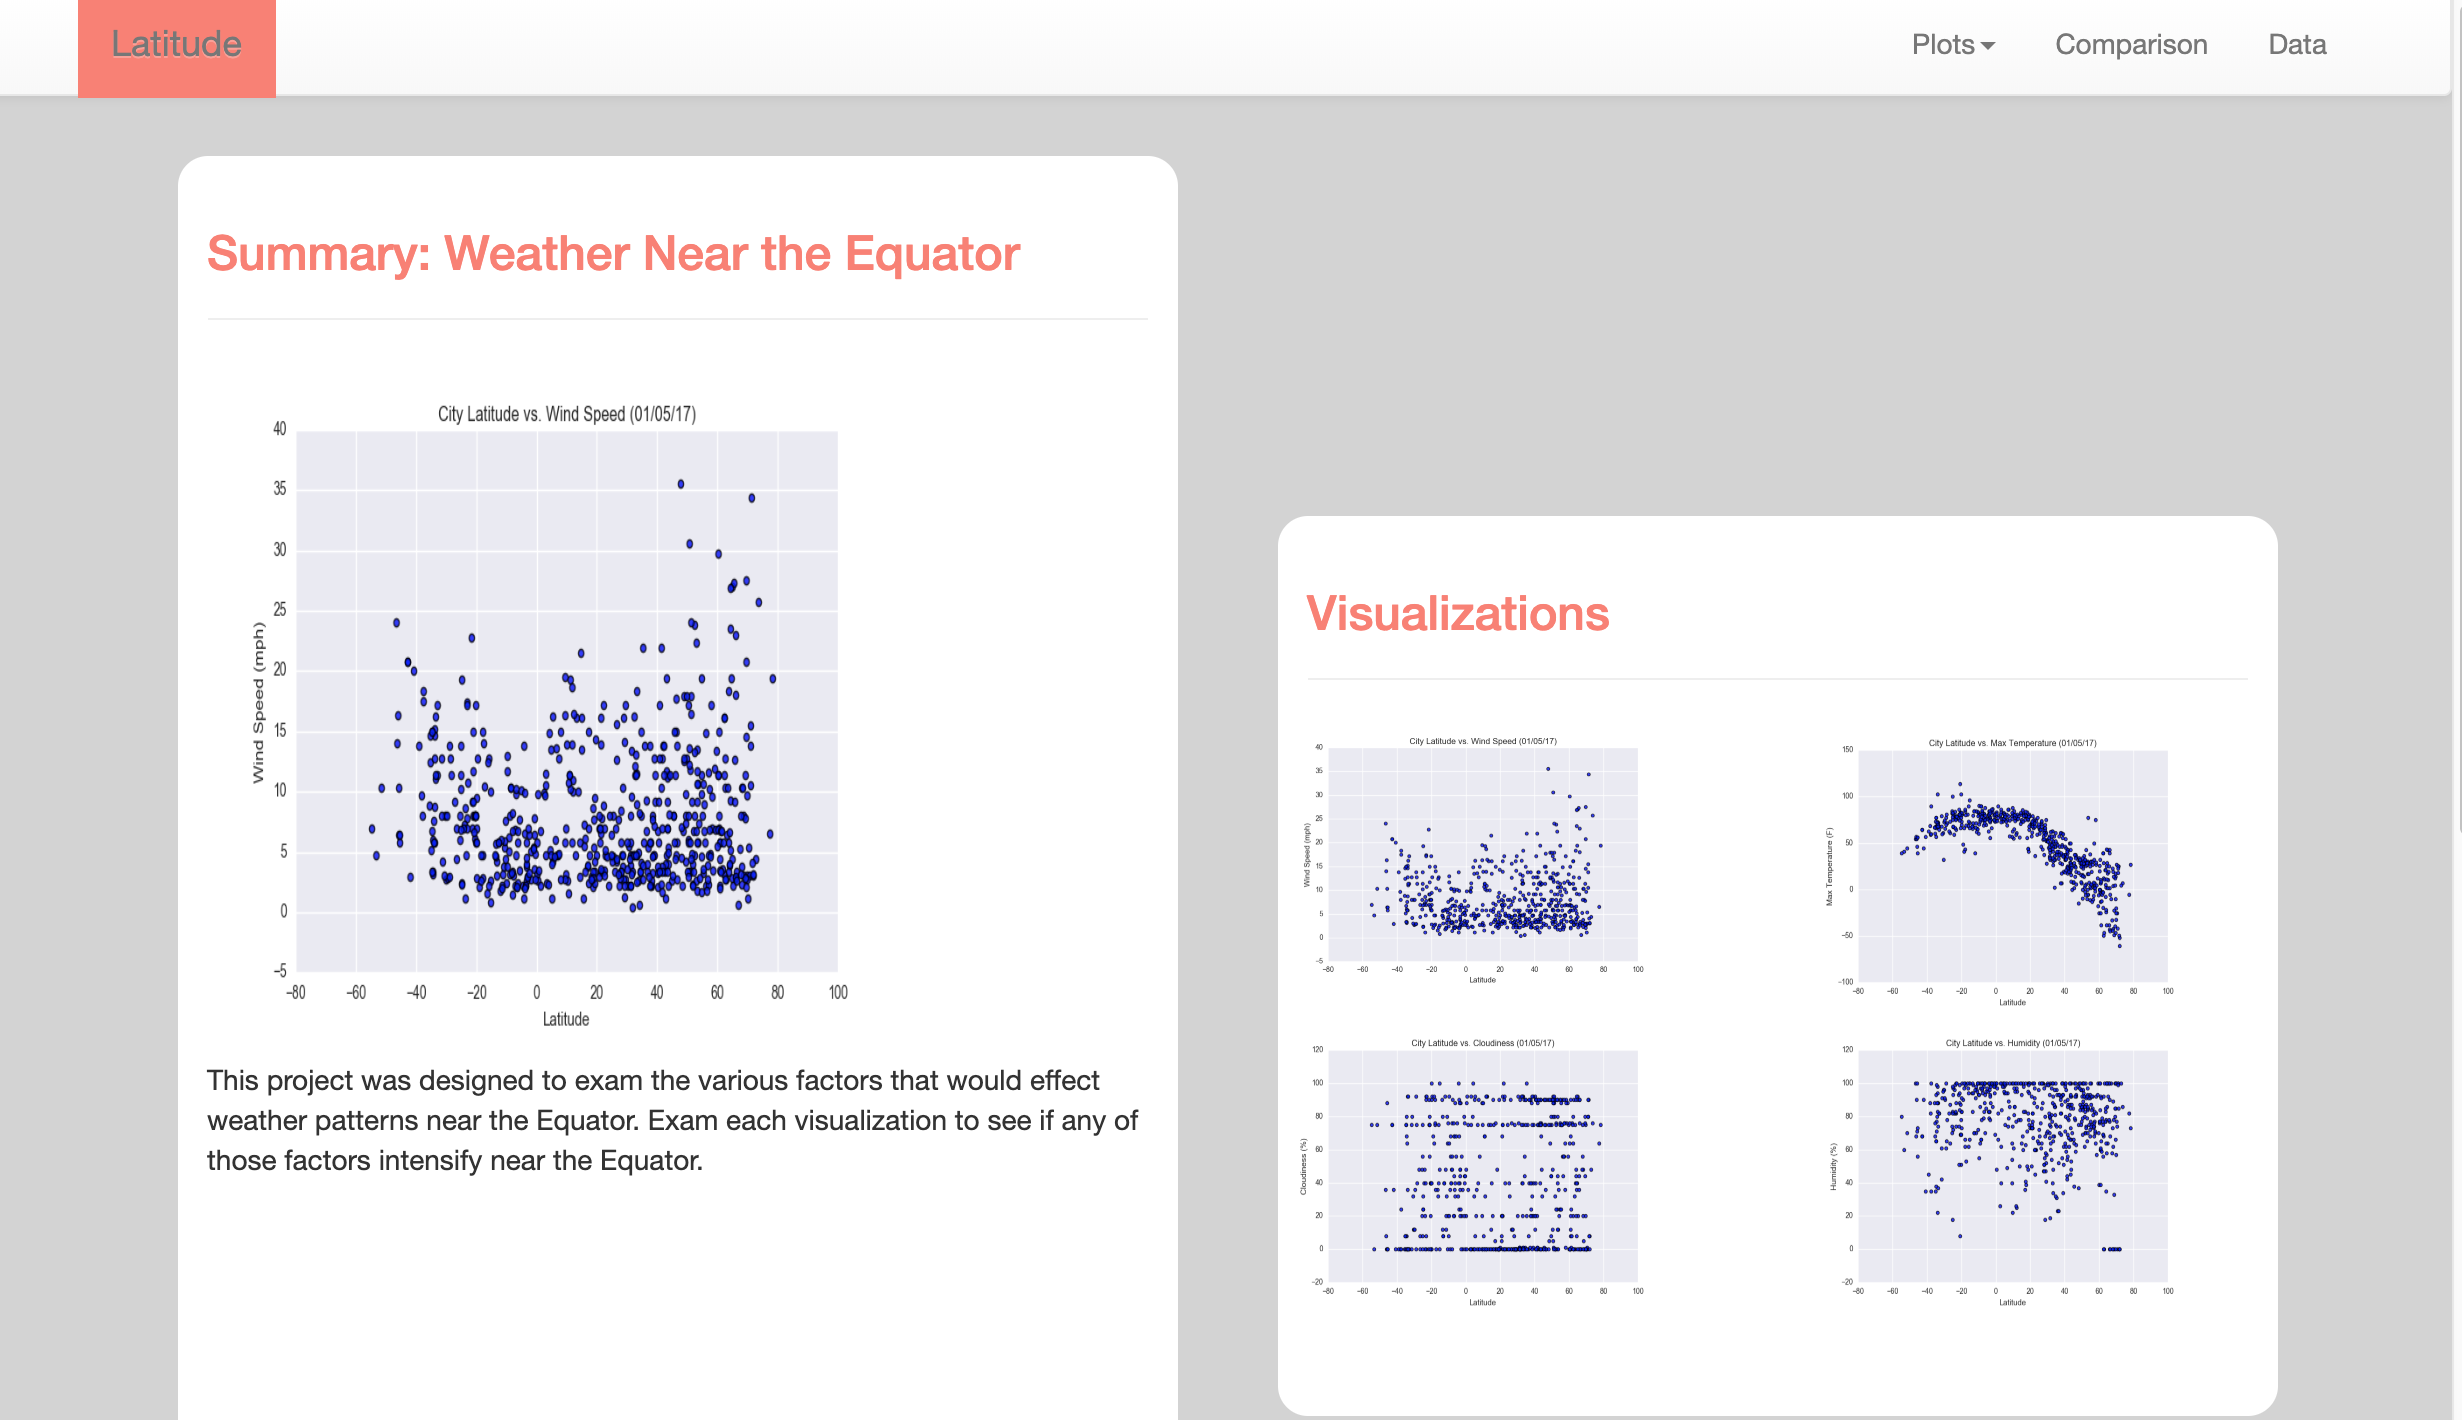 Latitude
Plots
Comparison
Data
Summary: Weather Near the Equator
City Latitude vs. Wind Speed (01/05/17)
40
35
30
25
20
15
10
5
0
−5
Wind Speed (mph)
−80 −60 −40 −20 0 20 40 60 80 100
Latitude
This project was designed to exam the various factors that would effect
weather patterns near the Equator. Exam each visualization to see if any of
those factors intensify near the Equator.
Visualizations
City Latitude vs. Wind Speed (01/05/17)
40
35
30
25
20
15
10
5
0
−5
Wind Speed (mph)
−80 −60 −40 −20 0 20 40 60 80 100
Latitude
City Latitude vs. Max Temperature (01/05/17)
150
100
50
0
−50
−100
Max Temperature (F)
−80 −60 −40 −20 0 20 40 60 80 100
Latitude
City Latitude vs. Cloudiness (01/05/17)
120
100
80
60
40
20
0
−20
Cloudiness (%)
−80 −60 −40 −20 0 20 40 60 80 100
Latitude
City Latitude vs. Humidity (01/05/17)
120
100
80
60
40
20
0
−20
Humidity (%)
−80 −60 −40 −20 0 20 40 60 80 100
Latitude